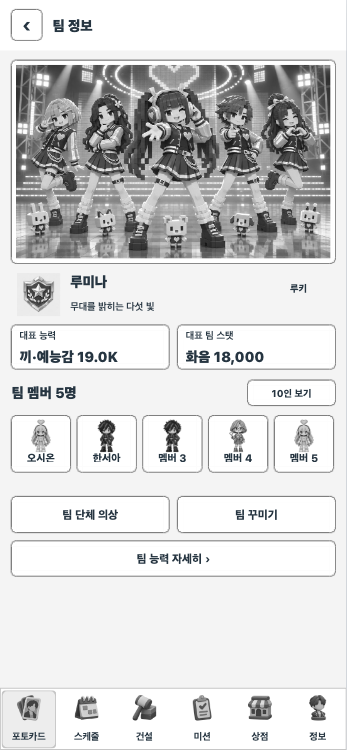 ‹ 팀 정보
루미나
루키
무대를 밝히는 다섯 빛
대표 능력
끼·예능감 19.0K
대표 팀 스탯
화음 18,000
팀 멤버 5명
10인 보기
오시온
한서아
멤버 3
멤버 4
멤버 5
팀 단체 의상
팀 꾸미기
팀 능력 자세히 ›
포토카드
스케줄
건설
미션
상점
정보